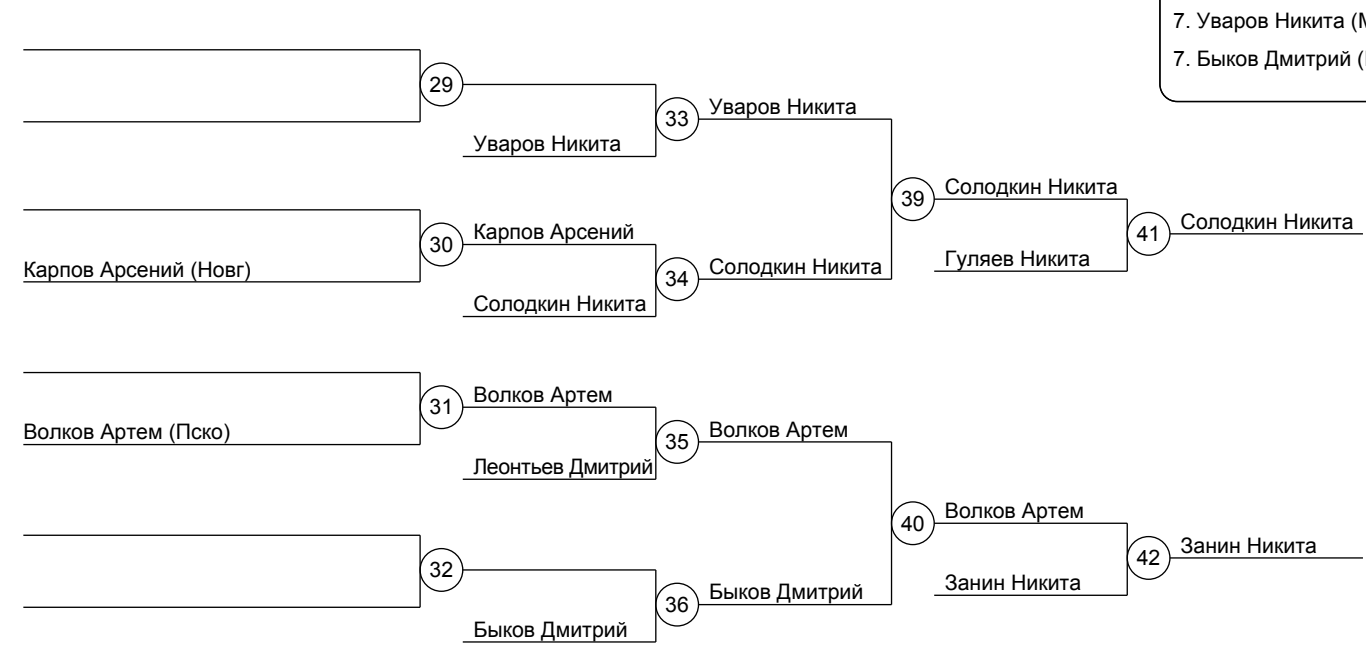 7. Уваров Никита (
7. Быков Дмитрий (
29
Уваров Никита
33
Уваров Никита
Карпов Арсений (Новг)
30
Карпов Арсений
Солодкин Никита
34
Солодкин Никита
39
Солодкин Никита
Гуляев Никита
41
Солодкин Никита
Волков Артем (Пско)
31
Волков Артем
Леонтьев Дмитрий
35
Волков Артем
32
Быков Дмитрий
36
Быков Дмитрий
40
Волков Артем
Занин Никита
42
Занин Никита